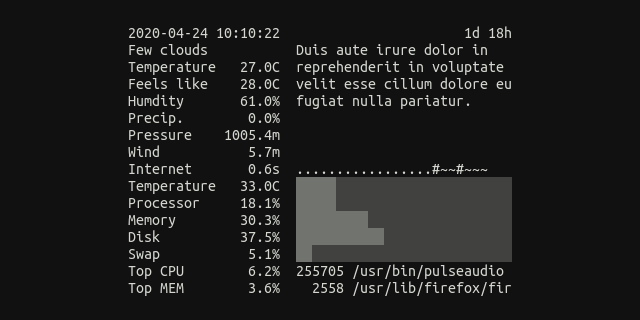 2020-04-24 10:10:22 1d 18h
Few clouds Duis aute irure dolor in
Temperature 27.0C reprehenderit in voluptate
Feels like 28.0C velit esse cillum dolore eu
Humdity 61.0% fugiat nulla pariatur.
Precip. 0.0%
Pressure 1005.4m
Wind 5.7m
Internet 0.6s .................#~~#~~~
Temperature 33.0C
Processor 18.1%
Memory 30.3%
Disk 37.5%
Swap 5.1%
Top CPU 6.2% 255705 /usr/bin/pulseaudio
Top MEM 3.6% 2558 /usr/lib/firefox/fir